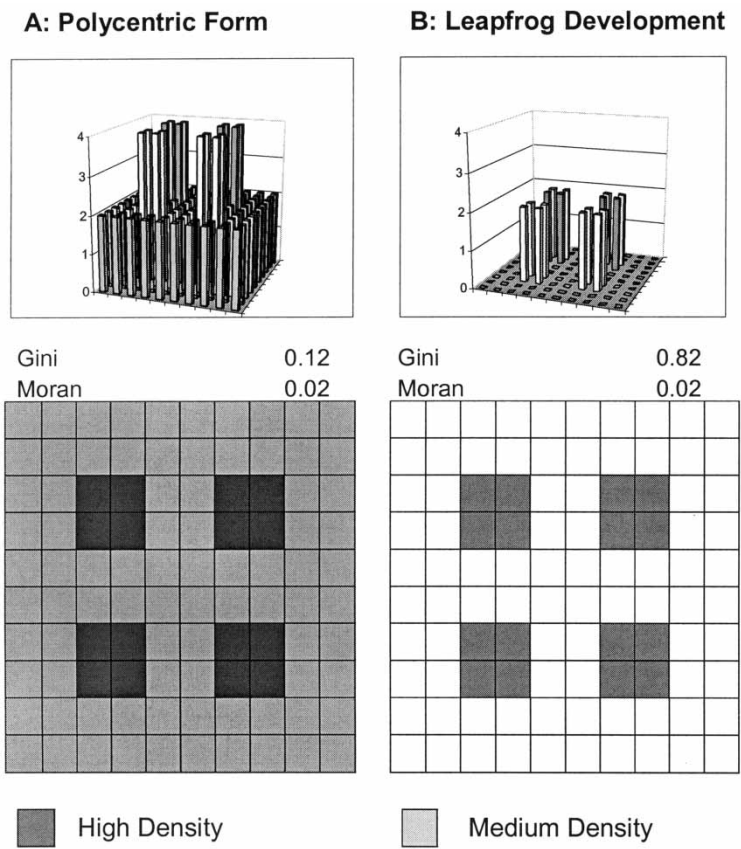 A: Polycentric Form
B: Leapfrog Development
4
3
2
1
0
4
3
2
1
0
Gini 0.12
Moran 0.02
Gini 0.82
Moran 0.02
High Density
Medium Density